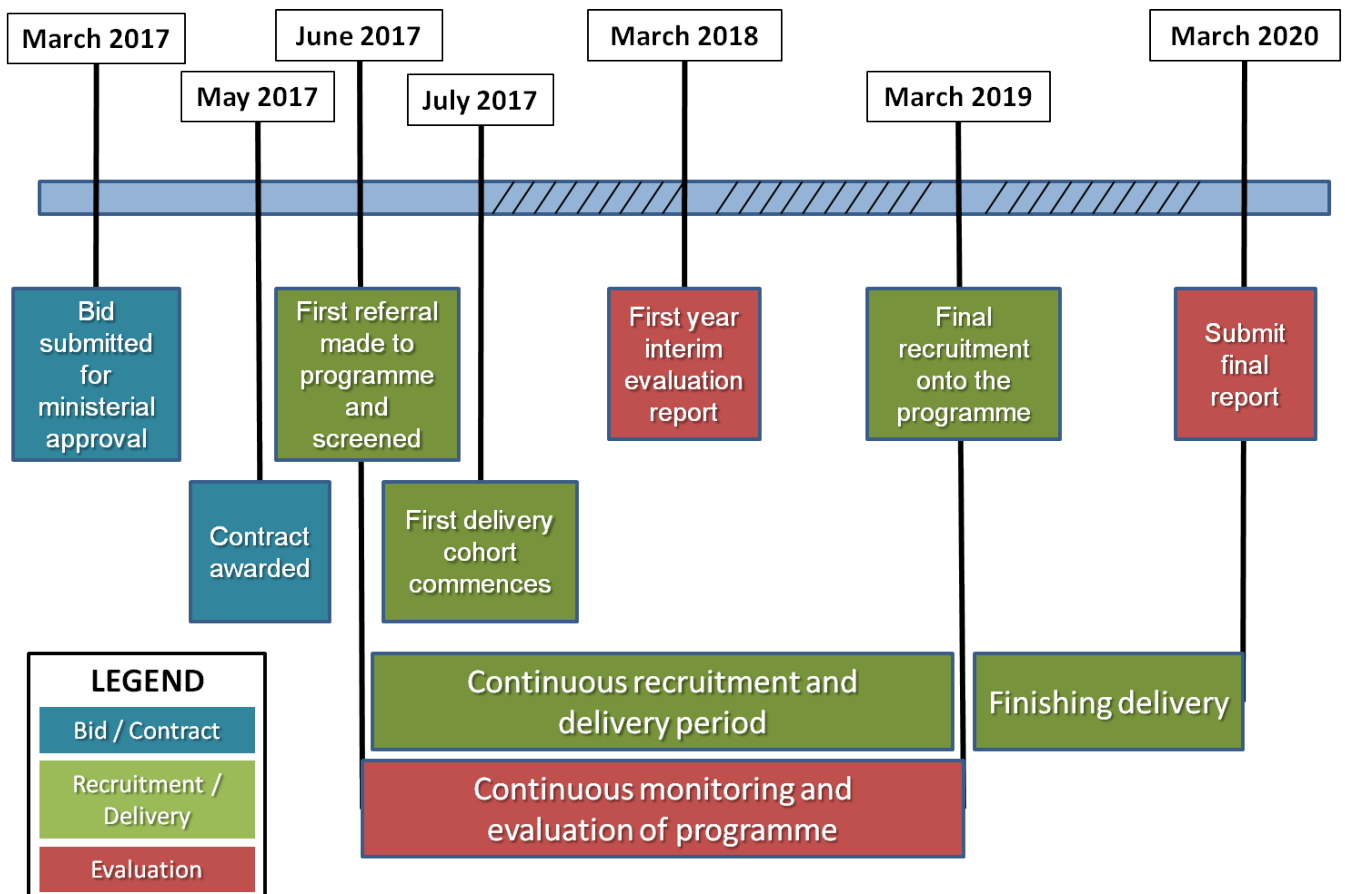 March 2017
June 2017
March 2018
March 2020
May 2017
July 2017
March 2019
Bid
submitted
for
ministerial
approval
First referral
made to
programme
and
screened
First year
interim
evaluation
report
Final
recruitment
onto the
programme
Submit
final
report
Contract
awarded
First delivery
cohort
commences
Continuous recruitment and
delivery period
Finishing delivery
Continuous monitoring and
evaluation of programme
LEGEND
Bid / Contract
Recruitment /
Delivery
Evaluation